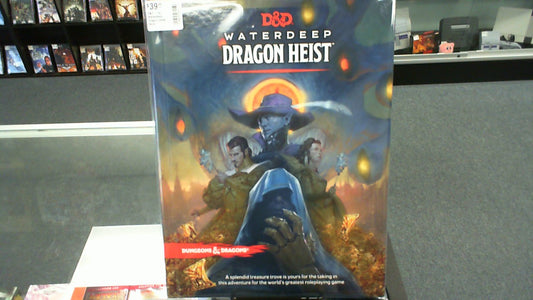 $39
D&D
WATERDEEP
DRAGON HEIST
DUNGEONS & DRAGONS®
A splendid treasure trove is yours for the taking in
this adventure for the world's greatest roleplaying game